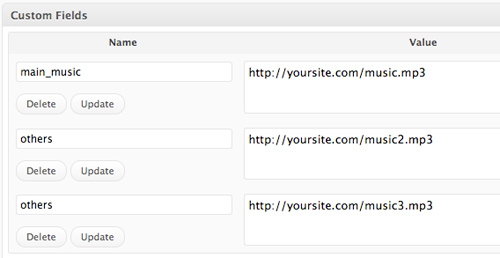 Custom Fields
Name Value
main_music http://yoursite.com/music.mp3
Delete Update
others http://yoursite.com/music2.mp3
Delete Update
others http://yoursite.com/music3.mp3
Delete Update